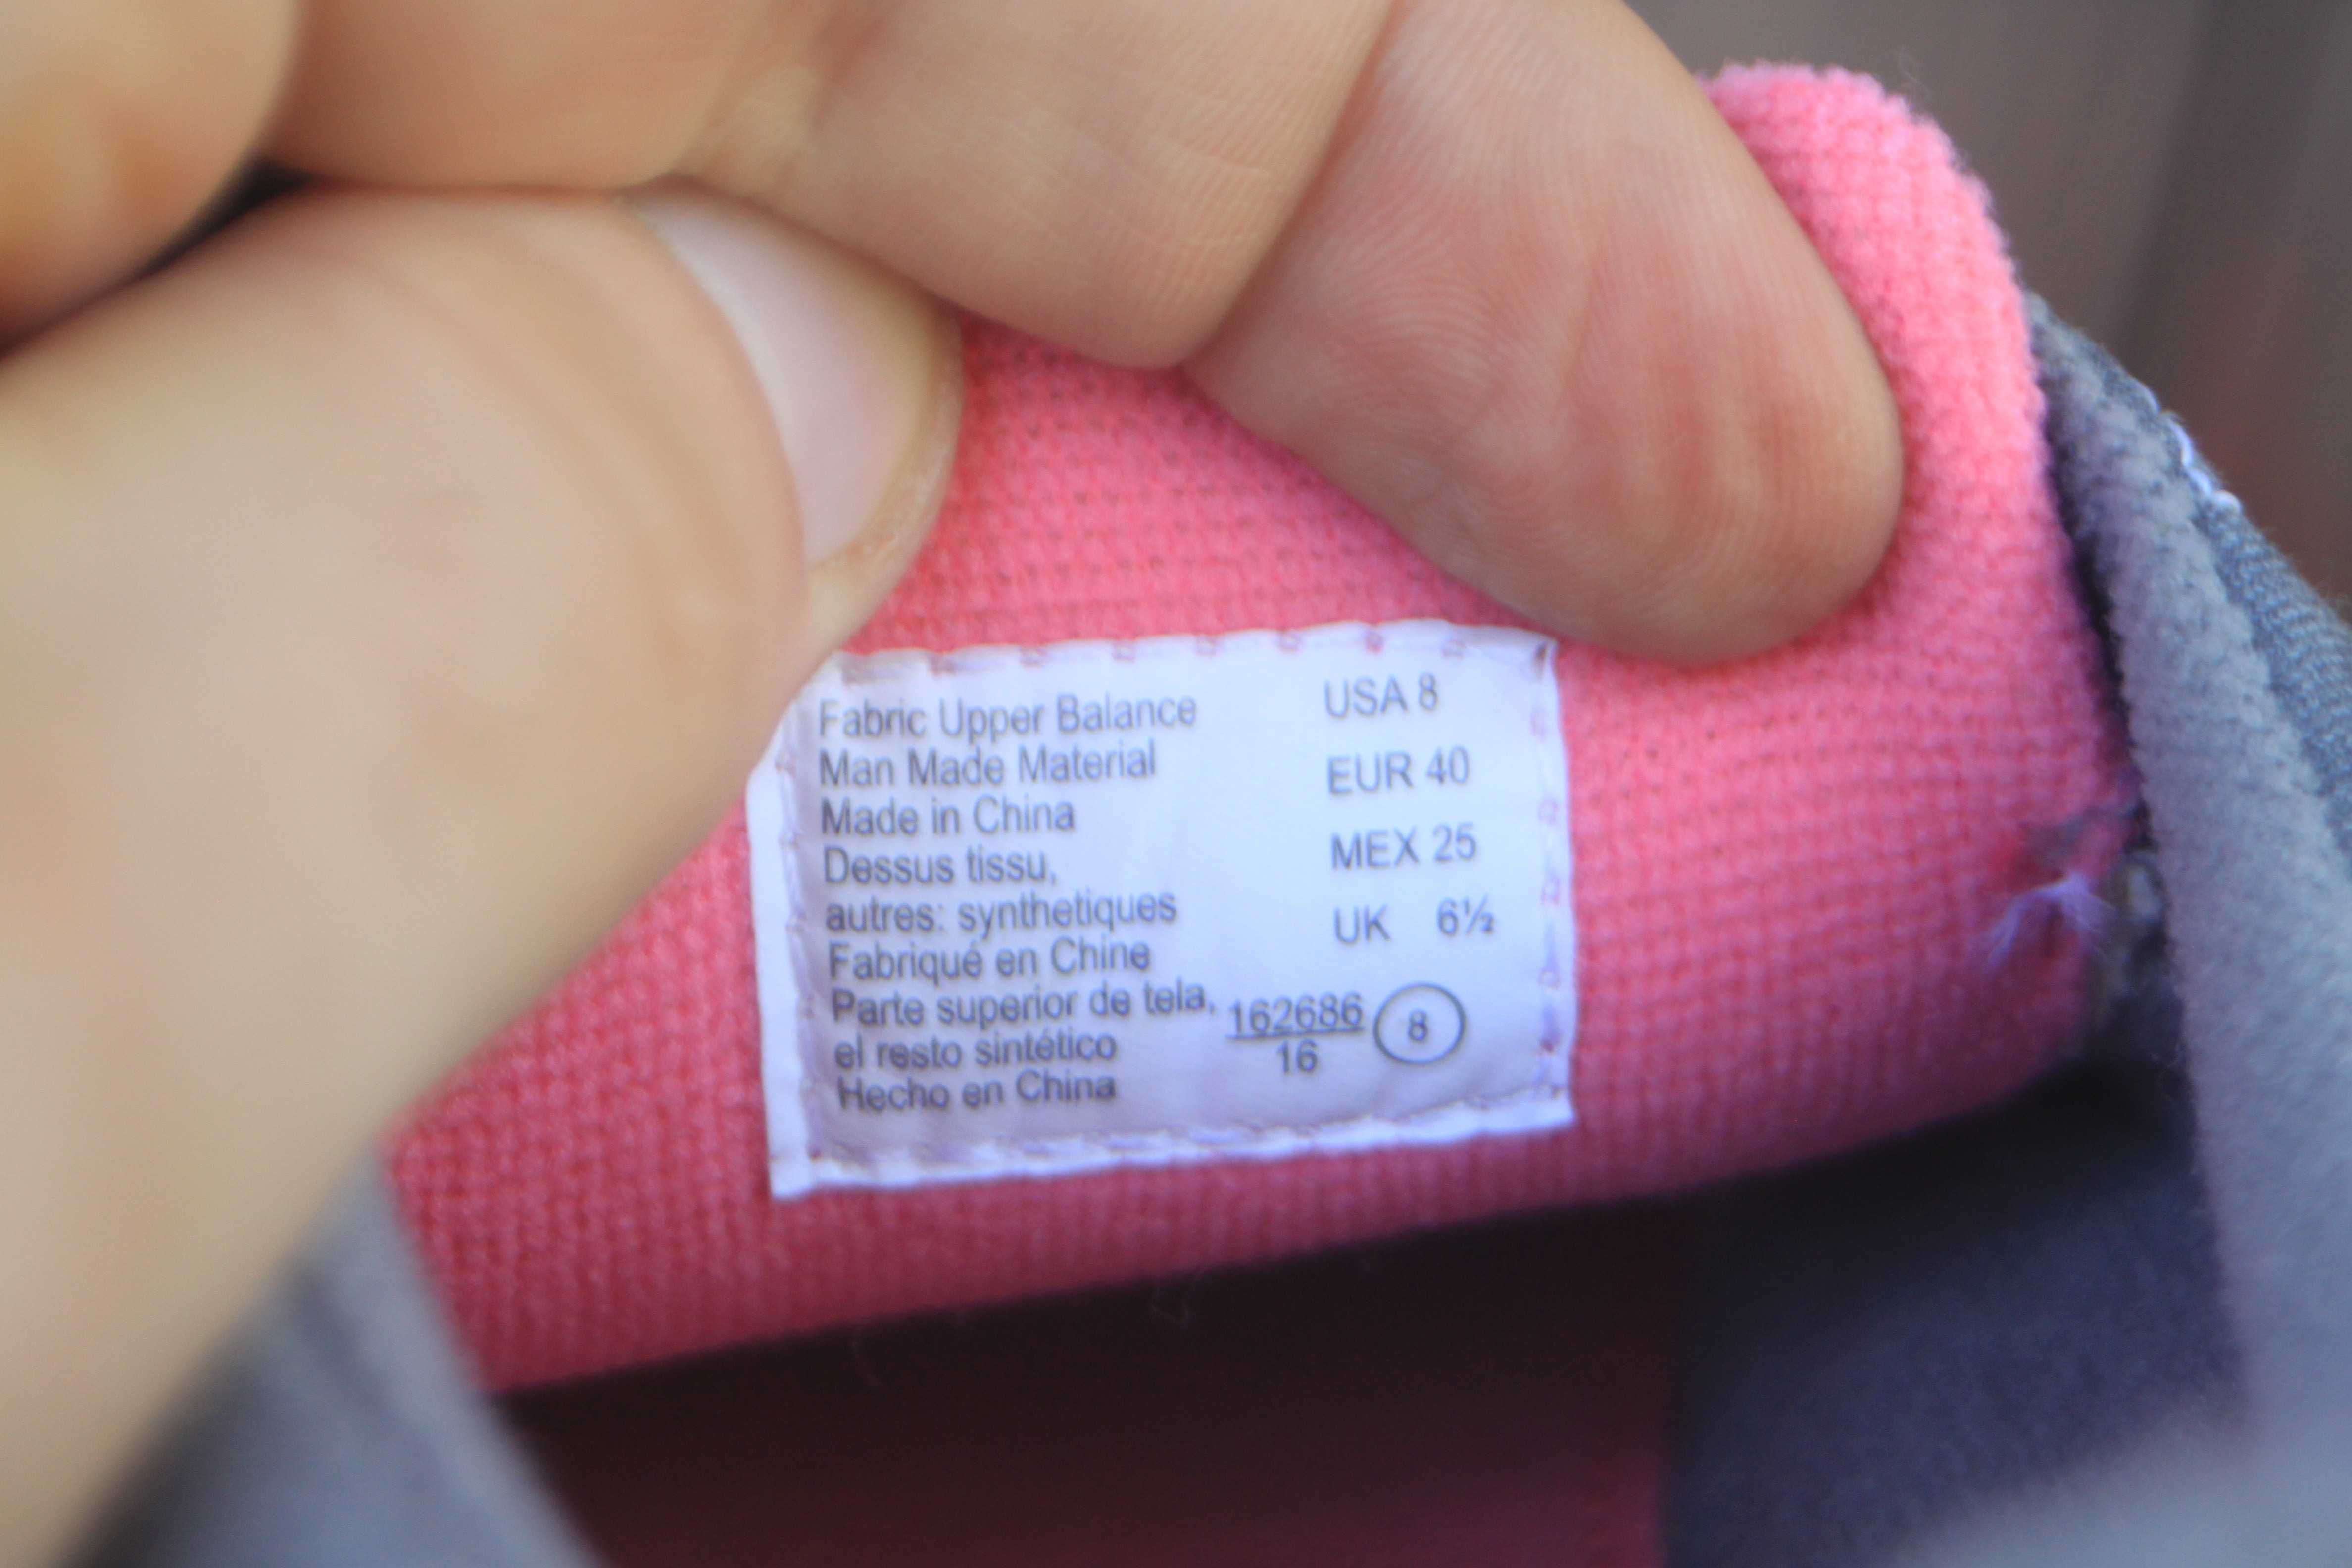 Fabric Upper Balance
Man Made Material
Made in China
Dessus tissu,
autres: synthetiques
Fabriqué en Chine
Parte superior de tela,
el resto sintético
Hecho en China
USA 8
EUR 40
MEX 25
UK 6½
162686
16
8